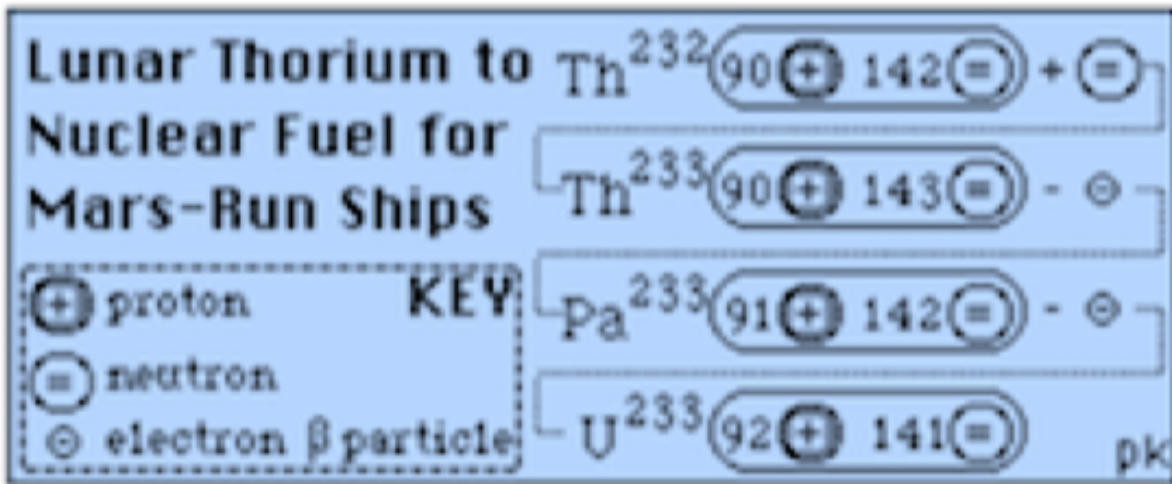 Lunar Thorium to
Nuclear Fuel for
Mars-Run Ships
KEY
+ proton
= neutron
⊝ electron β particle
Th²³² 90 + 142 = + =
Th²³³ 90 + 143 = - ⊝
Pa²³³ 91 + 142 = - ⊝
U²³³ 92 + 141 =
pk